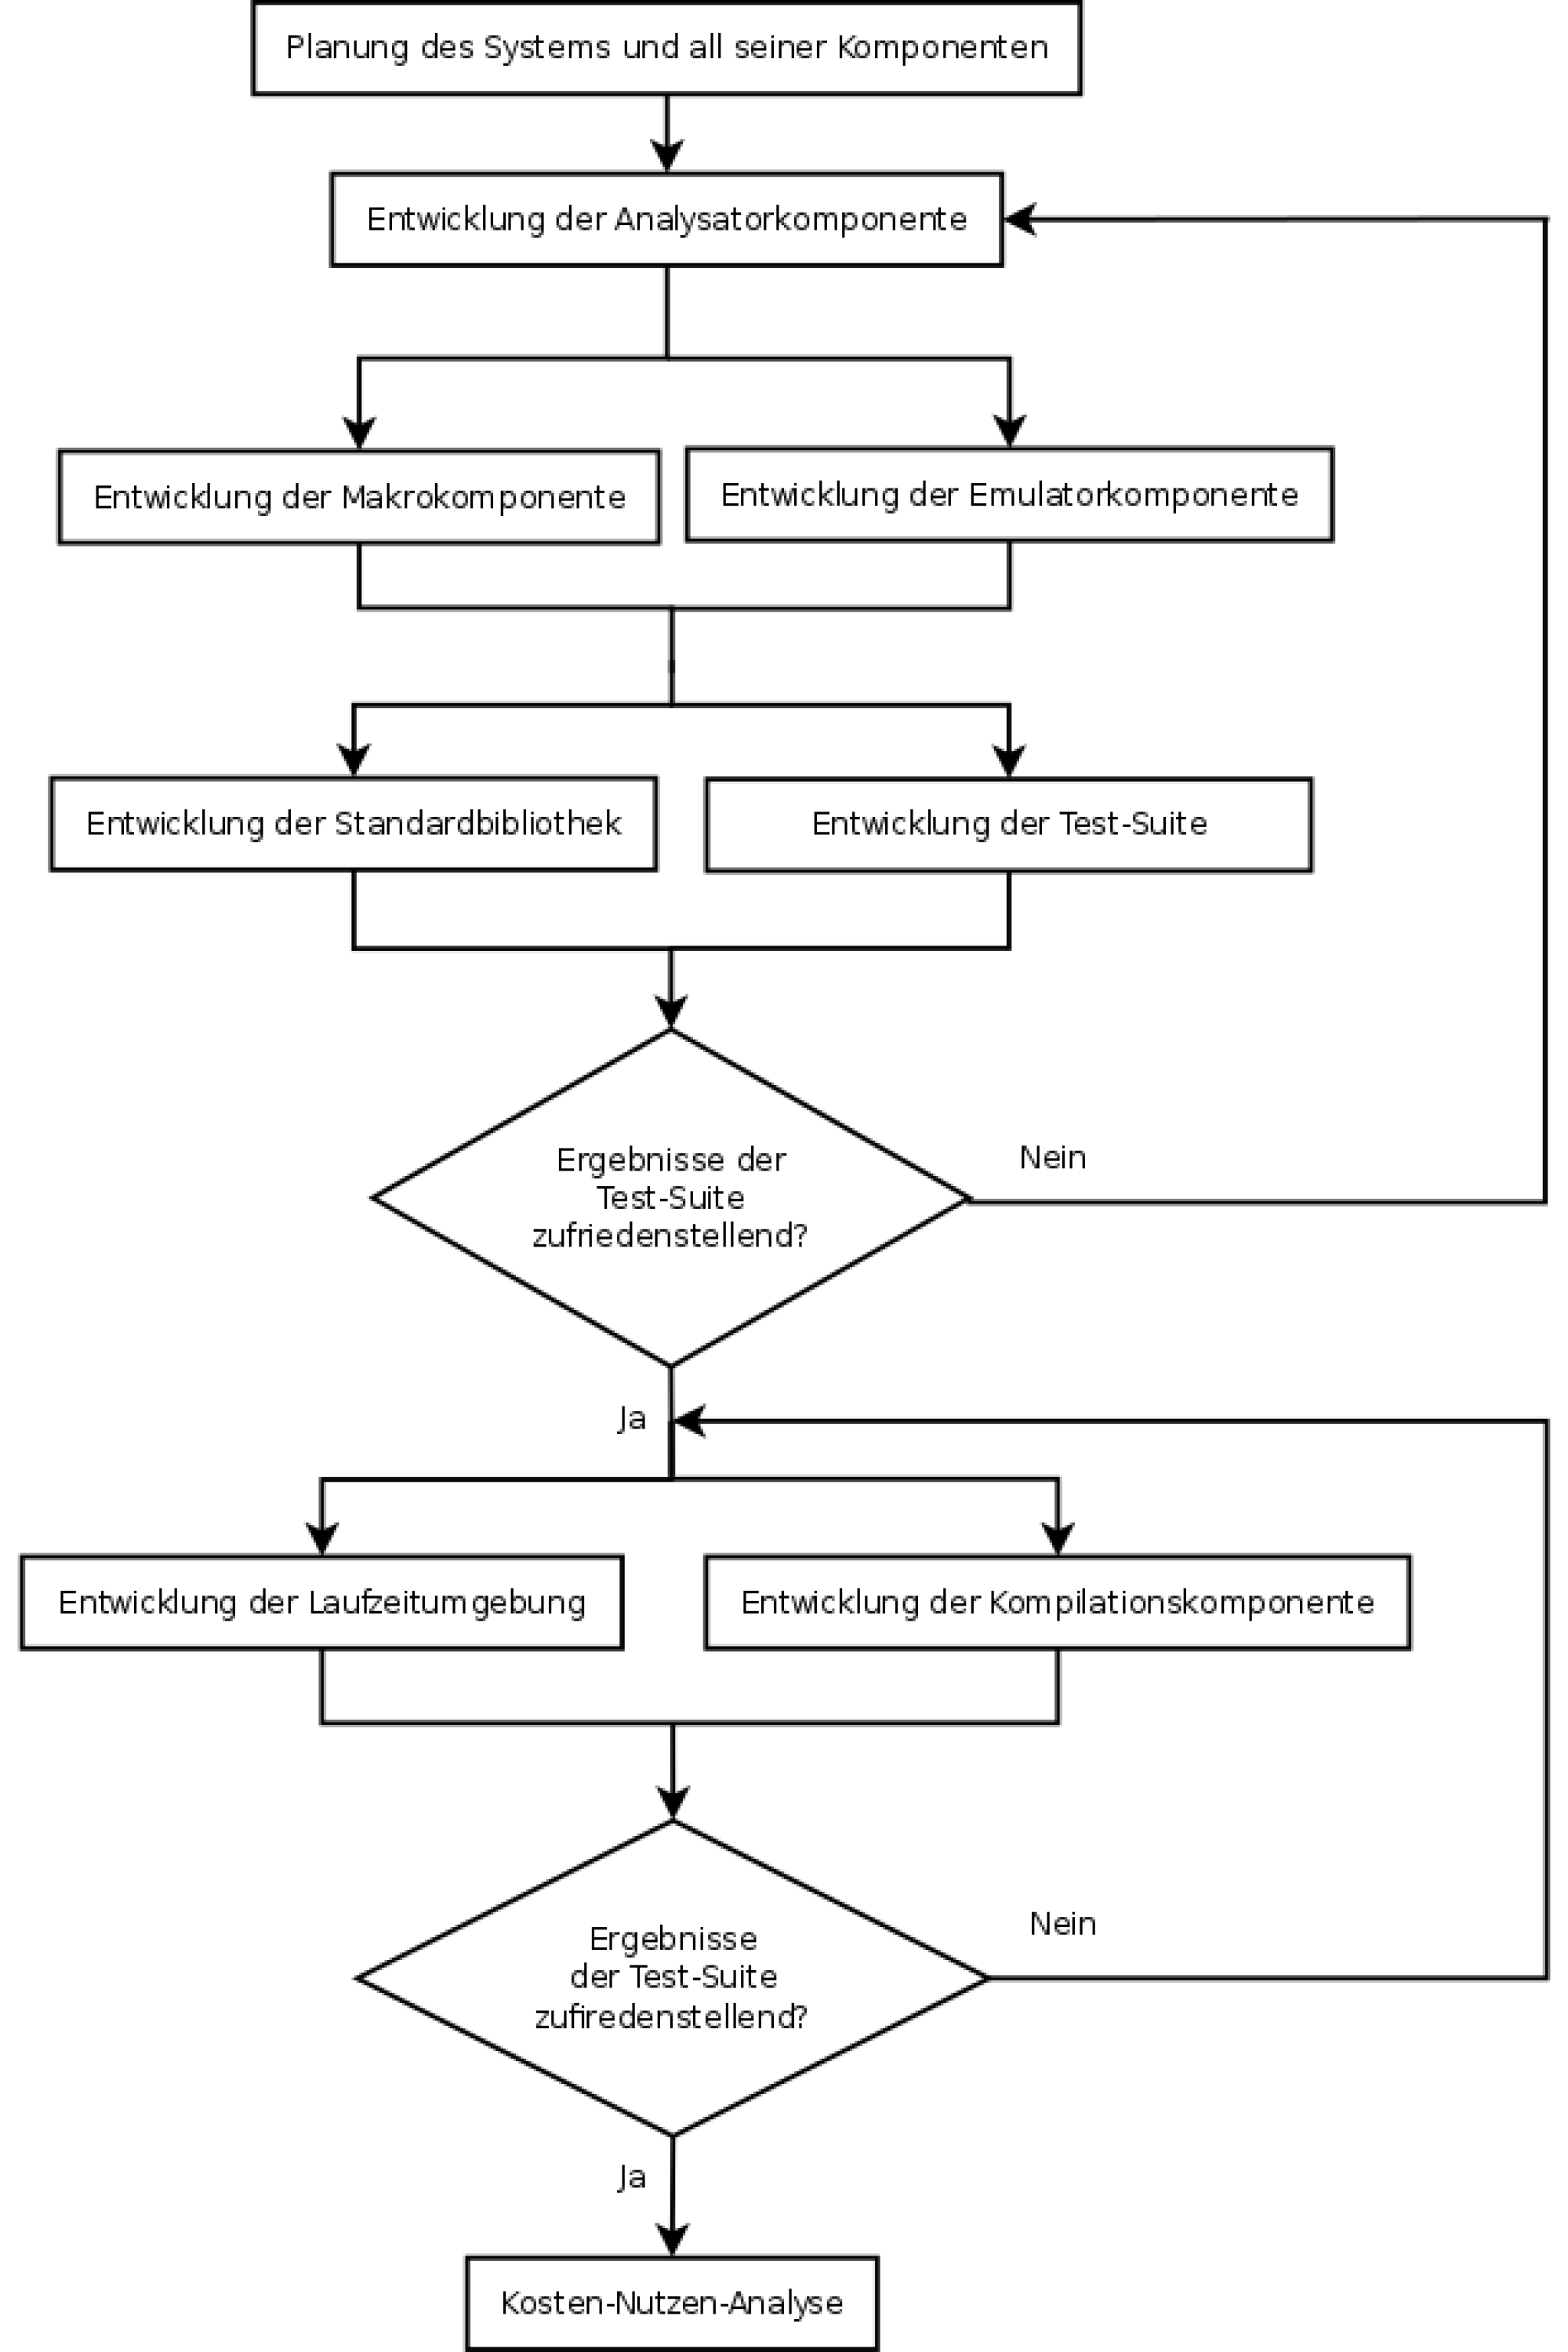 Planung des Systems und all seiner Komponenten
Entwicklung der Analysatorkomponente
Entwicklung der Makrokomponente
Entwicklung der Emulatorkomponente
Entwicklung der Standardbibliothek
Entwicklung der Test-Suite
Ergebnisse der
Test-Suite
zufriedenstellend?
Nein
Ja
Entwicklung der Laufzeitumgebung
Entwicklung der Kompilationskomponente
Ergebnisse
der Test-Suite
zufiredenstellend?
Nein
Ja
Kosten-Nutzen-Analyse